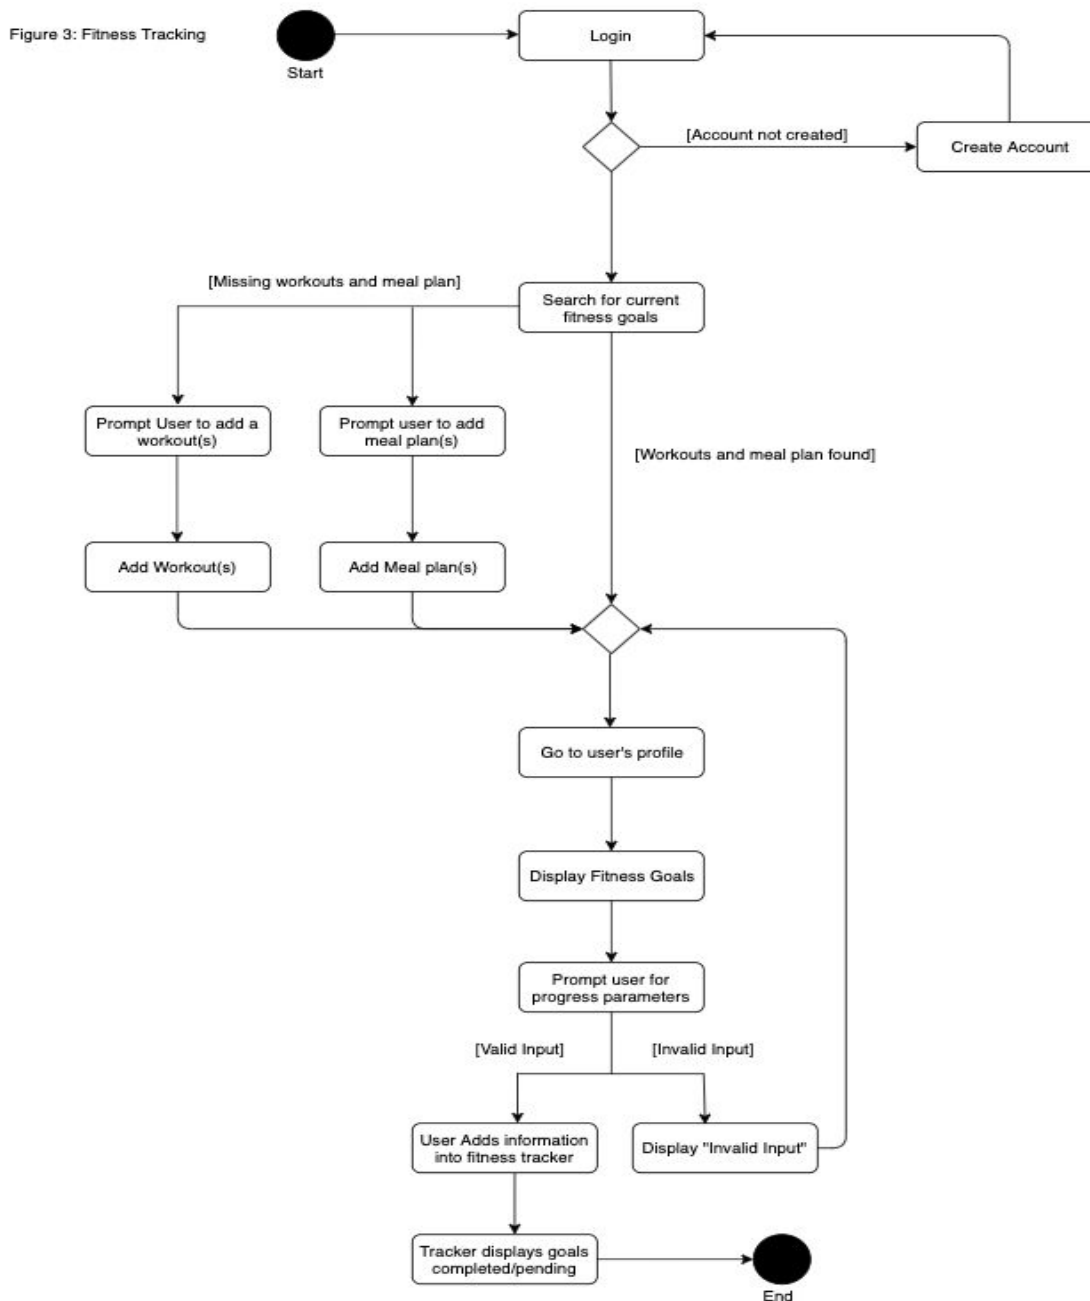 Figure 3: Fitness Tracking
Login
Start
[Account not created]
Create Account
[Missing workouts and meal plan]
Search for current
fitness goals
Prompt User to add a
workout(s)
Prompt user to add
meal plan(s)
[Workouts and meal plan found]
Add Workout(s)
Add Meal plan(s)
Go to user's profile
Display Fitness Goals
Prompt user for
progress parameters
[Valid Input]
[Invalid Input]
User Adds information
into fitness tracker
Display "Invalid Input"
Tracker displays goals
completed/pending
End